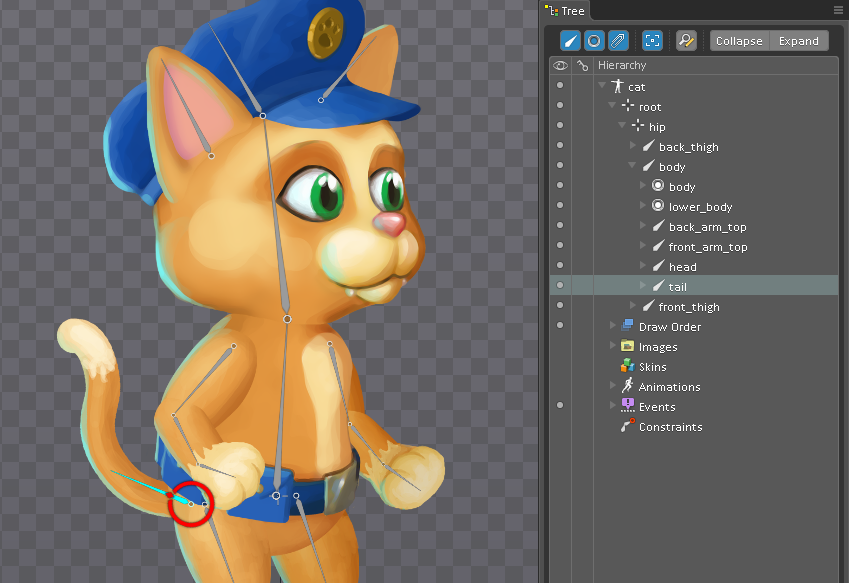 Tree
Collapse Expand
Hierarchy
cat
root
hip
back_thigh
body
body
lower_body
back_arm_top
front_arm_top
head
tail
front_thigh
Draw Order
Images
Skins
Animations
Events
Constraints